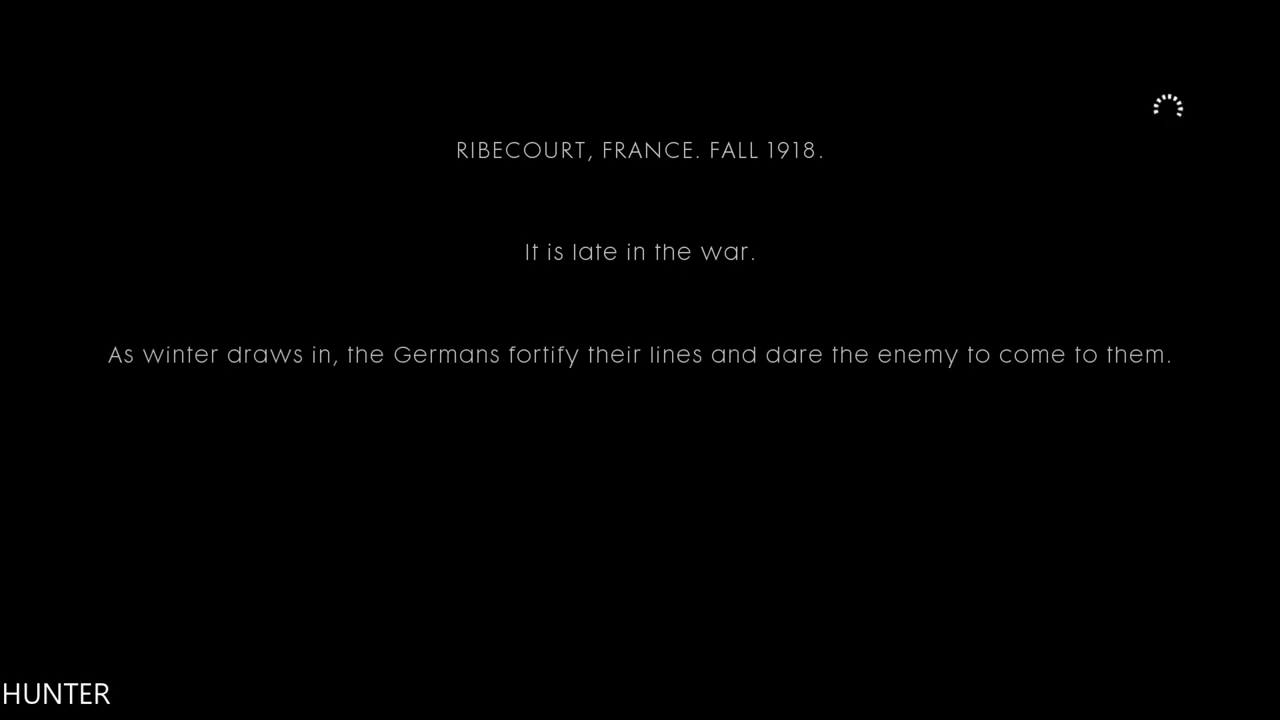 RIBECOURT, FRANCE. FALL 1918.
It is late in the war.
As winter draws in, the Germans fortify their lines and dare the enemy to come to them.
HUNTER